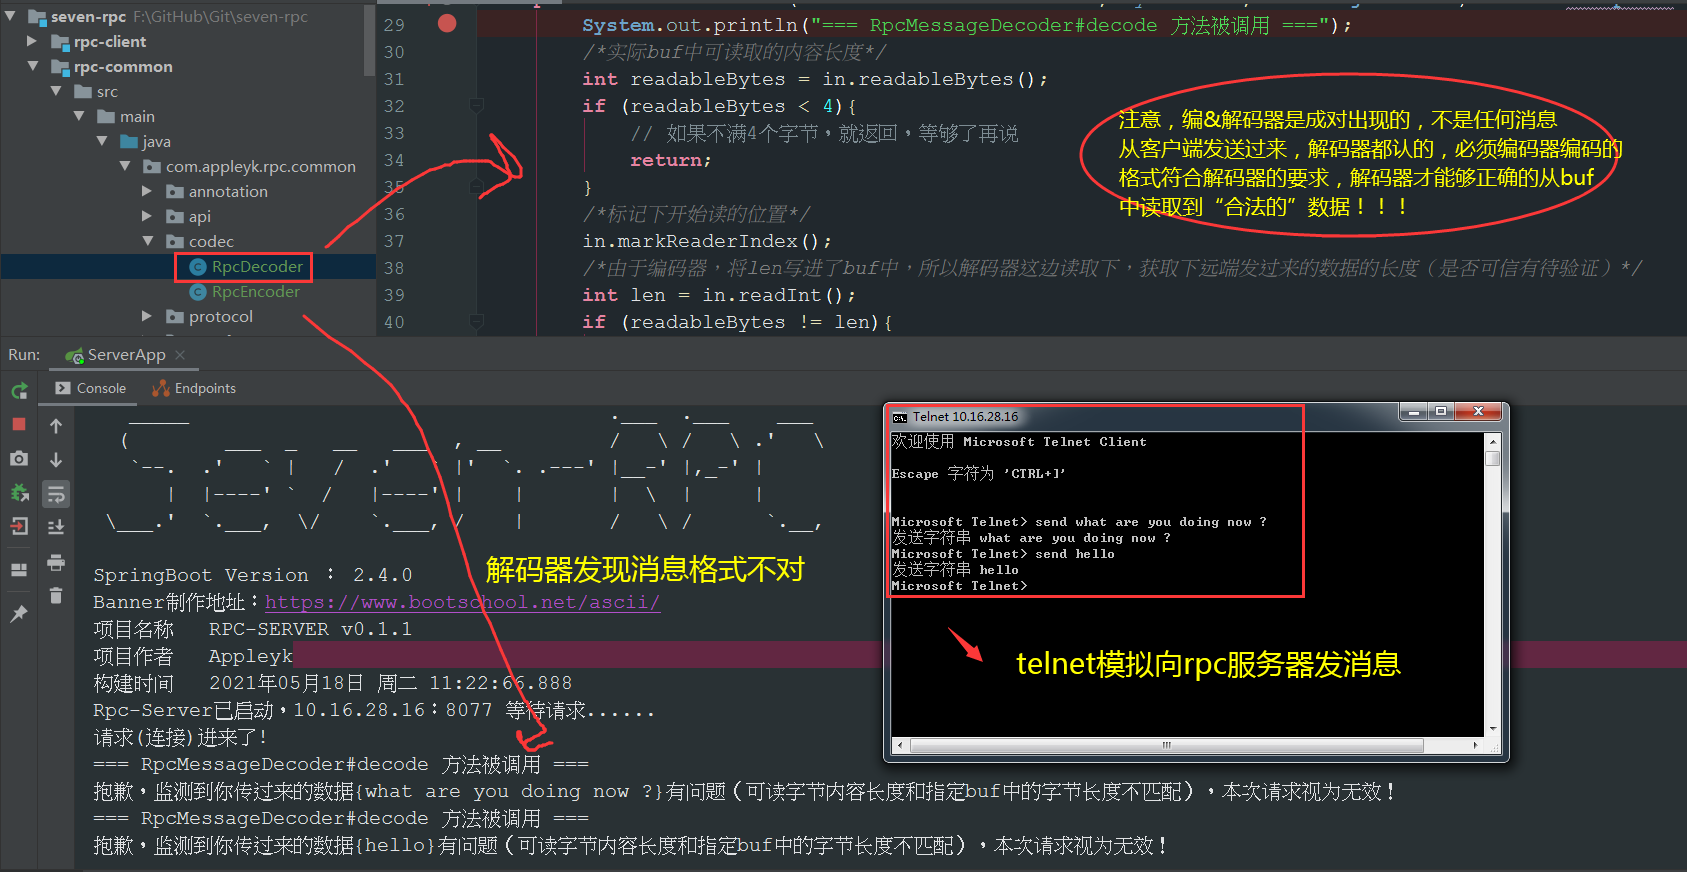 seven-rpc F:\GitHub\Git\seven-rpc
rpc-client
rpc-common
src
main
java
com.appleyk.rpc.common
annotation
api
codec
RpcDecoder
RpcEncoder
protocol
29 System.out.println("=== RpcMessageDecoder#decode 方法被调用 ===");
30 /*实际buf中可读取的内容长度*/
31 int readableBytes = in.readableBytes();
32 if (readableBytes < 4){
33 // 如果不满4个字节，就返回，等够了再说
34 return;
35 }
36 /*标记下开始读的位置*/
37 in.markReaderIndex();
38 /*由于编码器，将len写进了buf中，所以解码器这边读取下，获取下远端发过来的数据的长度（是否可信有待验证）*/
39 int len = in.readInt();
40 if (readableBytes != len){
注意，编&解码器是成对出现的，不是任何消息
从客户端发送过来，解码器都认的，必须编码器编码的
格式符合解码器的要求，解码器才能够正确的从buf
中读取到“合法的”数据！！！
Run: ServerApp
Console Endpoints
Seven RPC
SpringBoot Version : 2.4.0
Banner制作地址：https://www.bootschool.net/ascii/
项目名称 RPC-SERVER v0.1.1
项目作者 Appleyk
构建时间 2021年05月18日 周二 11:22:66.888
Rpc-Server已启动，10.16.28.16：8077 等待请求......
请求(连接)进来了!
=== RpcMessageDecoder#decode 方法被调用 ===
抱歉，监测到你传过来的数据{what are you doing now ?}有问题（可读字节内容长度和指定buf中的字节长度不匹配），本次请求视为无效！
=== RpcMessageDecoder#decode 方法被调用 ===
抱歉，监测到你传过来的数据{hello}有问题（可读字节内容长度和指定buf中的字节长度不匹配），本次请求视为无效！
解码器发现消息格式不对
Telnet 10.16.28.16
欢迎使用 Microsoft Telnet Client
Escape 字符为 'CTRL+]'
Microsoft Telnet> send what are you doing now ?
发送字符串 what are you doing now ?
Microsoft Telnet> send hello
发送字符串 hello
Microsoft Telnet>
telnet模拟向rpc服务器发消息